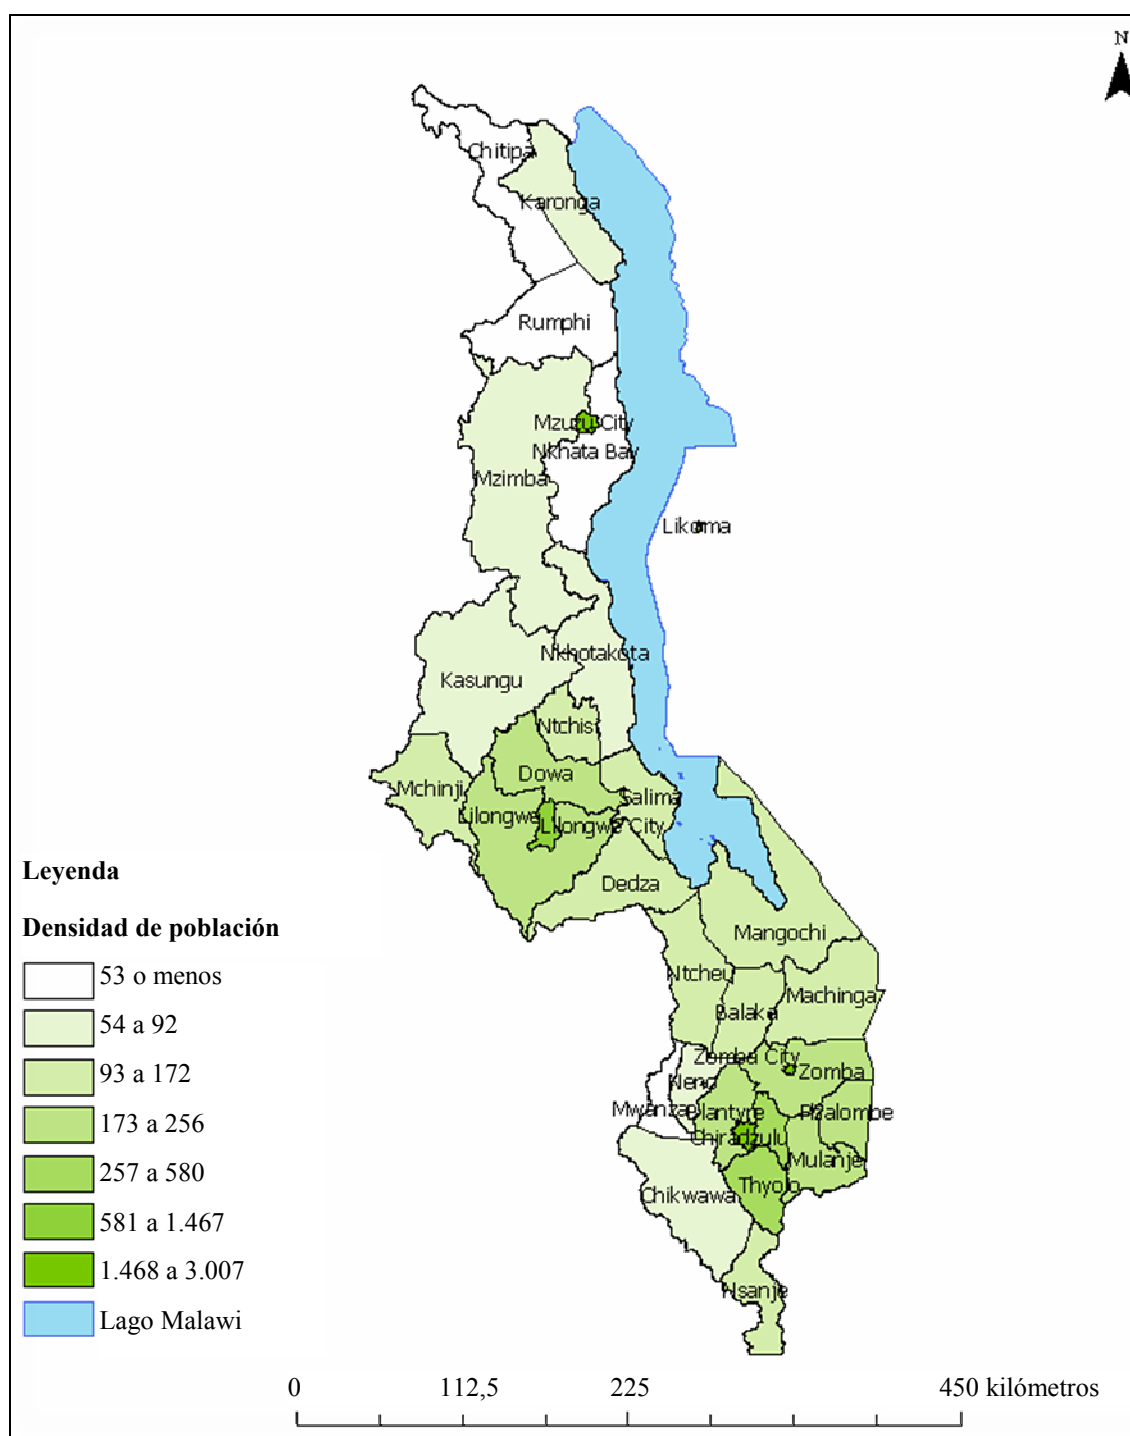 N
Chitipa
Karonga
Rumphi
Mzuzu City
Nkhata Bay
Mzimba
Likoma
Nkhotakota
Kasungu
Ntchisi
Dowa
Mchinji
Salima
Lilongwe
Lilongwe City
Dedza
Mangochi
Ntcheu
Machinga
Balaka
Zomba City
Zomba
Neno
Mwanza
Blantyre
Phalombe
Chiradzulu
Mulanje
Thyolo
Chikwawa
Nsanje
Leyenda
Densidad de población
53 o menos
54 a 92
93 a 172
173 a 256
257 a 580
581 a 1.467
1.468 a 3.007
Lago Malawi
0 112,5 225 450 kilómetros